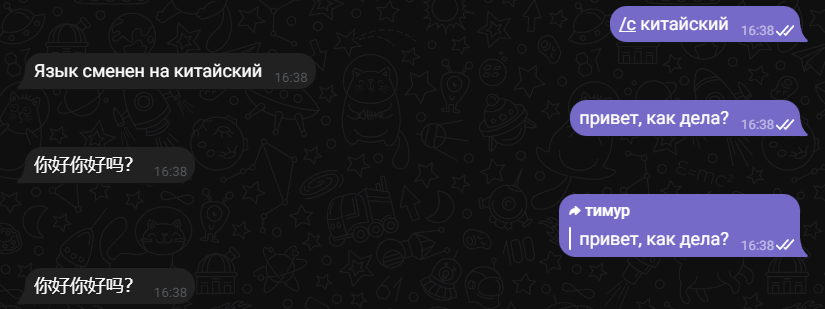 /с китайский 16:38
Язык сменен на китайский 16:38
привет, как дела? 16:38
你好你好吗？ 16:38
тимур
привет, как дела? 16:38
你好你好吗？ 16:38